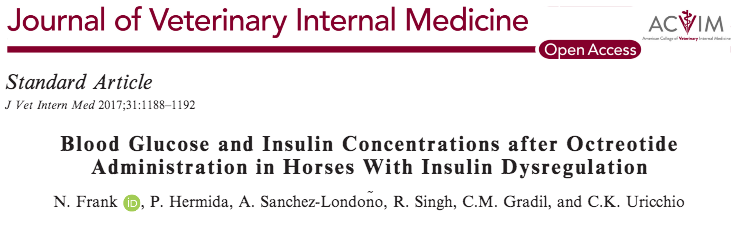 Journal of Veterinary Internal Medicine
ACVIM
American College of Veterinary Internal Medicine
Open Access
Standard Article
J Vet Intern Med 2017;31:1188–1192
Blood Glucose and Insulin Concentrations after Octreotide
Administration in Horses With Insulin Dysregulation
N. Frank iD, P. Hermida, A. Sanchez-Londoño, R. Singh, C.M. Gradil, and C.K. Uricchio